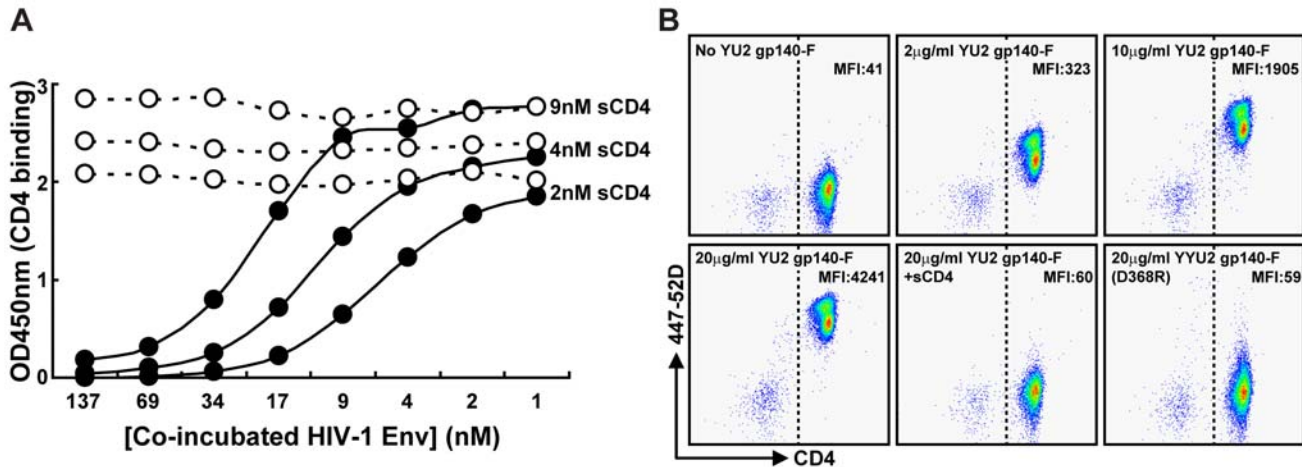 A
OD450nm (CD4 binding)
3
2
1
0
9nM sCD4
4nM sCD4
2nM sCD4
137 69 34 17 9 4 2 1
[Co-incubated HIV-1 Env] (nM)
B
No YU2 gp140-F
MFI:41
2µg/ml YU2 gp140-F
MFI:323
10µg/ml YU2 gp140-F
MFI:1905
20µg/ml YU2 gp140-F
MFI:4241
20µg/ml YU2 gp140-F
+sCD4
MFI:60
20µg/ml YYU2 gp140-F
(D368R)
MFI:59
447-52D
CD4